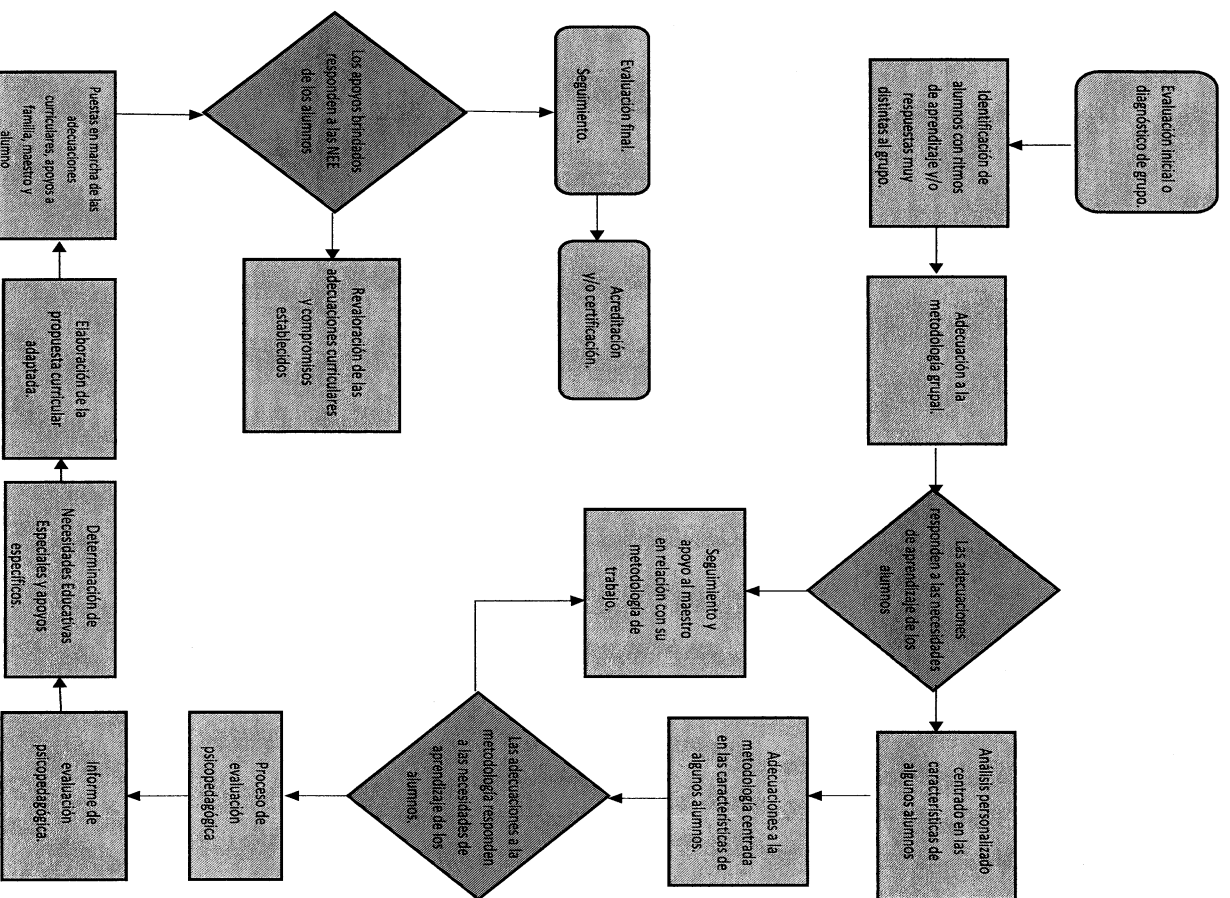 Evaluación inicial o
diagnóstico de grupo.
Identificación de
alumnos con ritmos
de aprendizaje y/o
respuestas muy
distintas al grupo.
Adecuación a la
metodología grupal.
Las adecuaciones
responden a las necesidades
de aprendizaje de los
alumnos
Análisis personalizado
centrado en las
características de
algunos alumnos
Adecuaciones a la
metodología centrada
en las características de
algunos alumnos.
Las adecuaciones a la
metodología responden
a las necesidades de
aprendizaje de los
alumnos.
Seguimiento y
apoyo al maestro
en relación con su
metodología de
trabajo.
Proceso de
evaluación
psicopedagógica
Informe de
evaluación
psicopedagógica.
Determinación de
Necesidades Educativas
Especiales y apoyos
específicos.
Elaboración de la
propuesta curricular
adaptada.
Puestas en marcha de las
adecuaciones
curriculares, apoyos a
familia, maestro y
alumno
Los apoyos brindados
responden a las NEE
de los alumnos
Revaloración de las
adecuaciones curriculares
y compromisos
establecidos
Evaluación final.
Seguimiento.
Acreditación
y/o certificación.